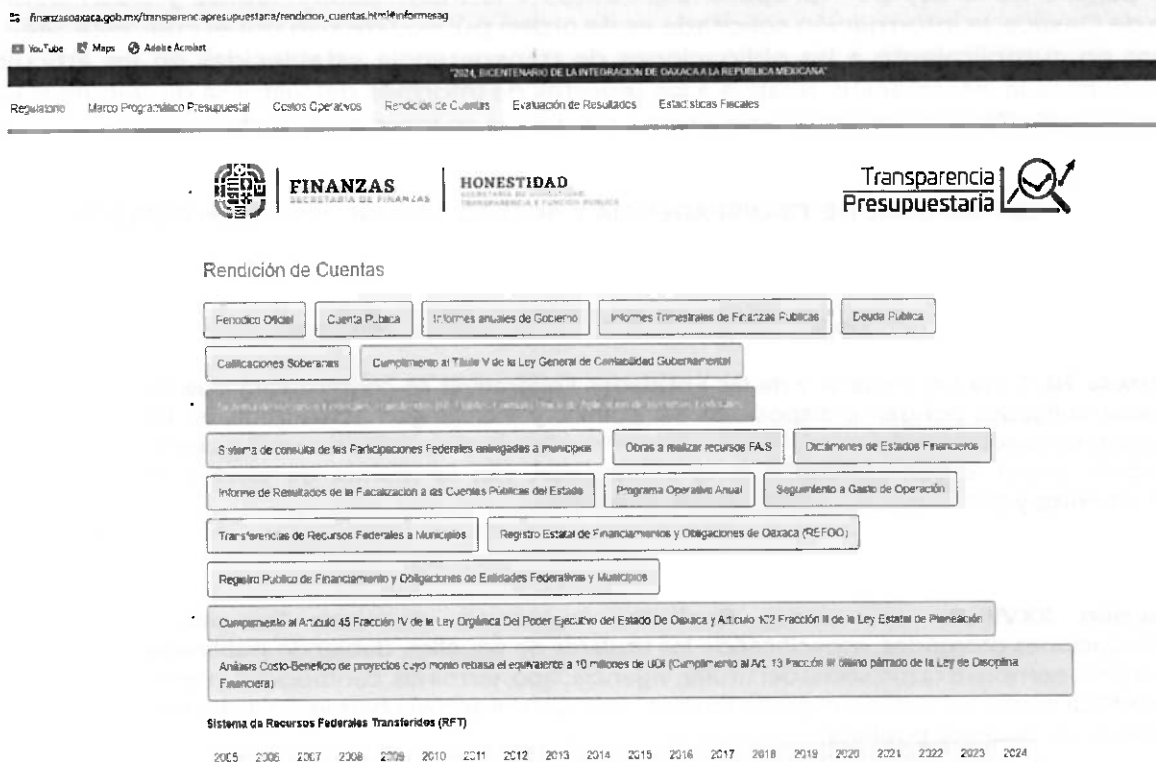 finanzasoaxaca.gob.mx/transparenciapresupuestaria/rendicion_cuentas.html#informesag
YouTube Maps Adobe Acrobat
"2024, BICENTENARIO DE LA INTEGRACIÓN DE OAXACA A LA REPÚBLICA MEXICANA"
Regulatorio Marco Programático Presupuestal Costos Operativos Rendición de Cuentas Evaluación de Resultados Estadísticas Fiscales
FINANZAS
SECRETARÍA DE FINANZAS
HONESTIDAD
TRANSPARENCIA Y FUNCIÓN PÚBLICA
Transparencia
Presupuestaria
Rendición de Cuentas
Periodico Oficial Cuenta Publica Informes anuales de Gobierno Informes Trimestrales de Finanzas Publicas Deuda Publica
Calificaciones Soberanas Cumplimiento al Titulo V de la Ley General de Contabilidad Gubernamental
Sistema de consulta de las Participaciones Federales entregadas a municipios Obras a realizar recursos FAIS Dictámenes de Estados Financieros
Informe de Resultados de la Fiscalización a las Cuentas Públicas del Estado Programa Operativo Anual Seguimiento a Gasto de Operación
Transferencias de Recursos Federales a Municipios Registro Estatal de Financiamientos y Obligaciones de Oaxaca (REFOO)
Registro Público de Financiamiento y Obligaciones de Entidades Federativas y Municipios
Cumplimiento al Artículo 45 Fracción IV de la Ley Orgánica Del Poder Ejecutivo del Estado De Oaxaca y Artículo 102 Fracción III de la Ley Estatal de Planeación
Análisis Costo-Beneficio de proyectos cuyo monto rebasa el equivalente a 10 millones de UDI (Cumplimiento al Art. 13 fracción III último párrado de la Ley de Disciplina
Financiera)
Sistema de Recursos Federales Transferidos (RFT)
2005 2006 2007 2008 2009 2010 2011 2012 2013 2014 2015 2016 2017 2018 2019 2020 2021 2022 2023 2024